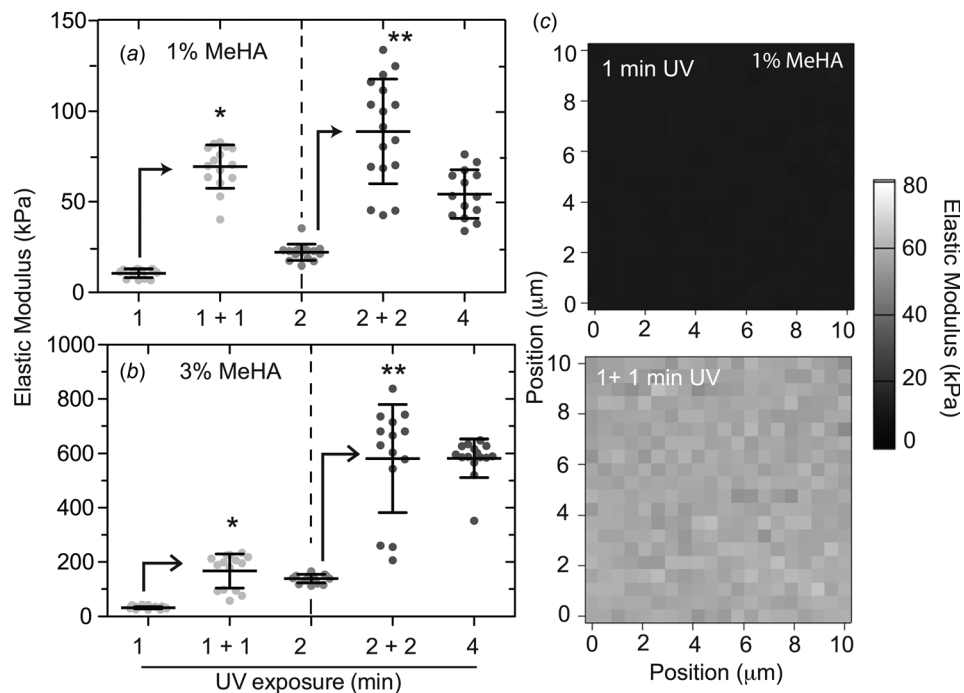 (a) 1% MeHA
150
100
50
0
*
**
1 1 + 1 2 2 + 2 4
Elastic Modulus (kPa)
(b) 3% MeHA
1000
800
600
400
200
0
*
**
1 1 + 1 2 2 + 2 4
UV exposure (min)
(c)
1 min UV 1% MeHA
10
8
6
4
2
0
0 2 4 6 8 10
Position (μm)
1+ 1 min UV
10
8
6
4
2
0
0 2 4 6 8 10
Position (μm)
80
60
40
20
0
Elastic Modulus (kPa)